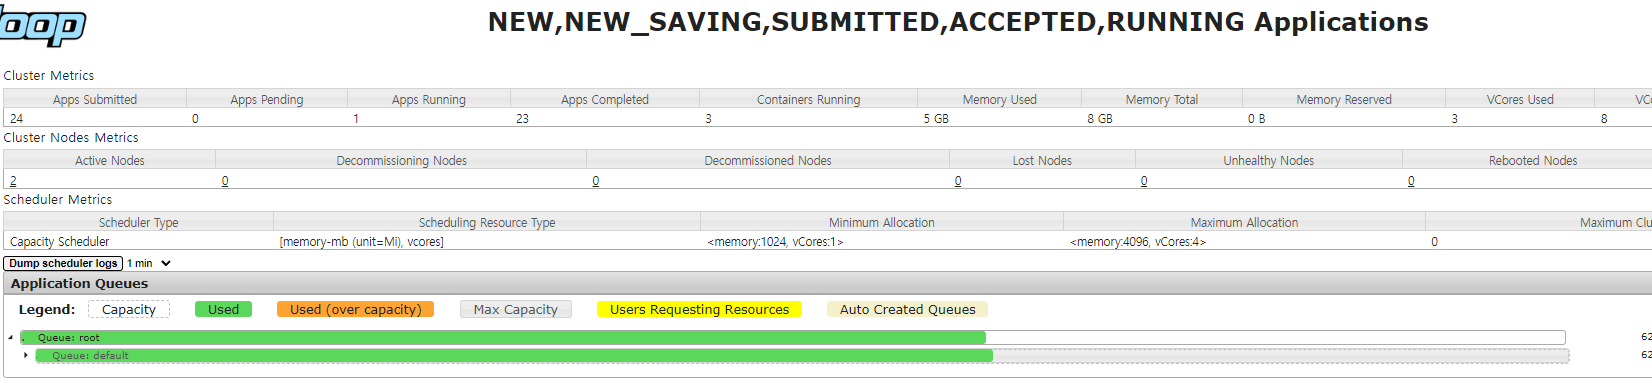 oop
NEW,NEW_SAVING,SUBMITTED,ACCEPTED,RUNNING Applications
Cluster Metrics
Apps Submitted Apps Pending Apps Running Apps Completed Containers Running Memory Used Memory Total Memory Reserved VCores Used VCo
24 0 1 23 3 5 GB 8 GB 0 B 3 8
Cluster Nodes Metrics
Active Nodes Decommissioning Nodes Decommissioned Nodes Lost Nodes Unhealthy Nodes Rebooted Nodes
2 0 0 0 0 0
Scheduler Metrics
Scheduler Type Scheduling Resource Type Minimum Allocation Maximum Allocation Maximum Clu
Capacity Scheduler [memory-mb (unit=Mi), vcores] <memory:1024, vCores:1> <memory:4096, vCores:4> 0
Dump scheduler logs 1 min
Application Queues
Legend: Capacity Used Used (over capacity) Max Capacity Users Requesting Resources Auto Created Queues
Queue: root 62
Queue: default 62